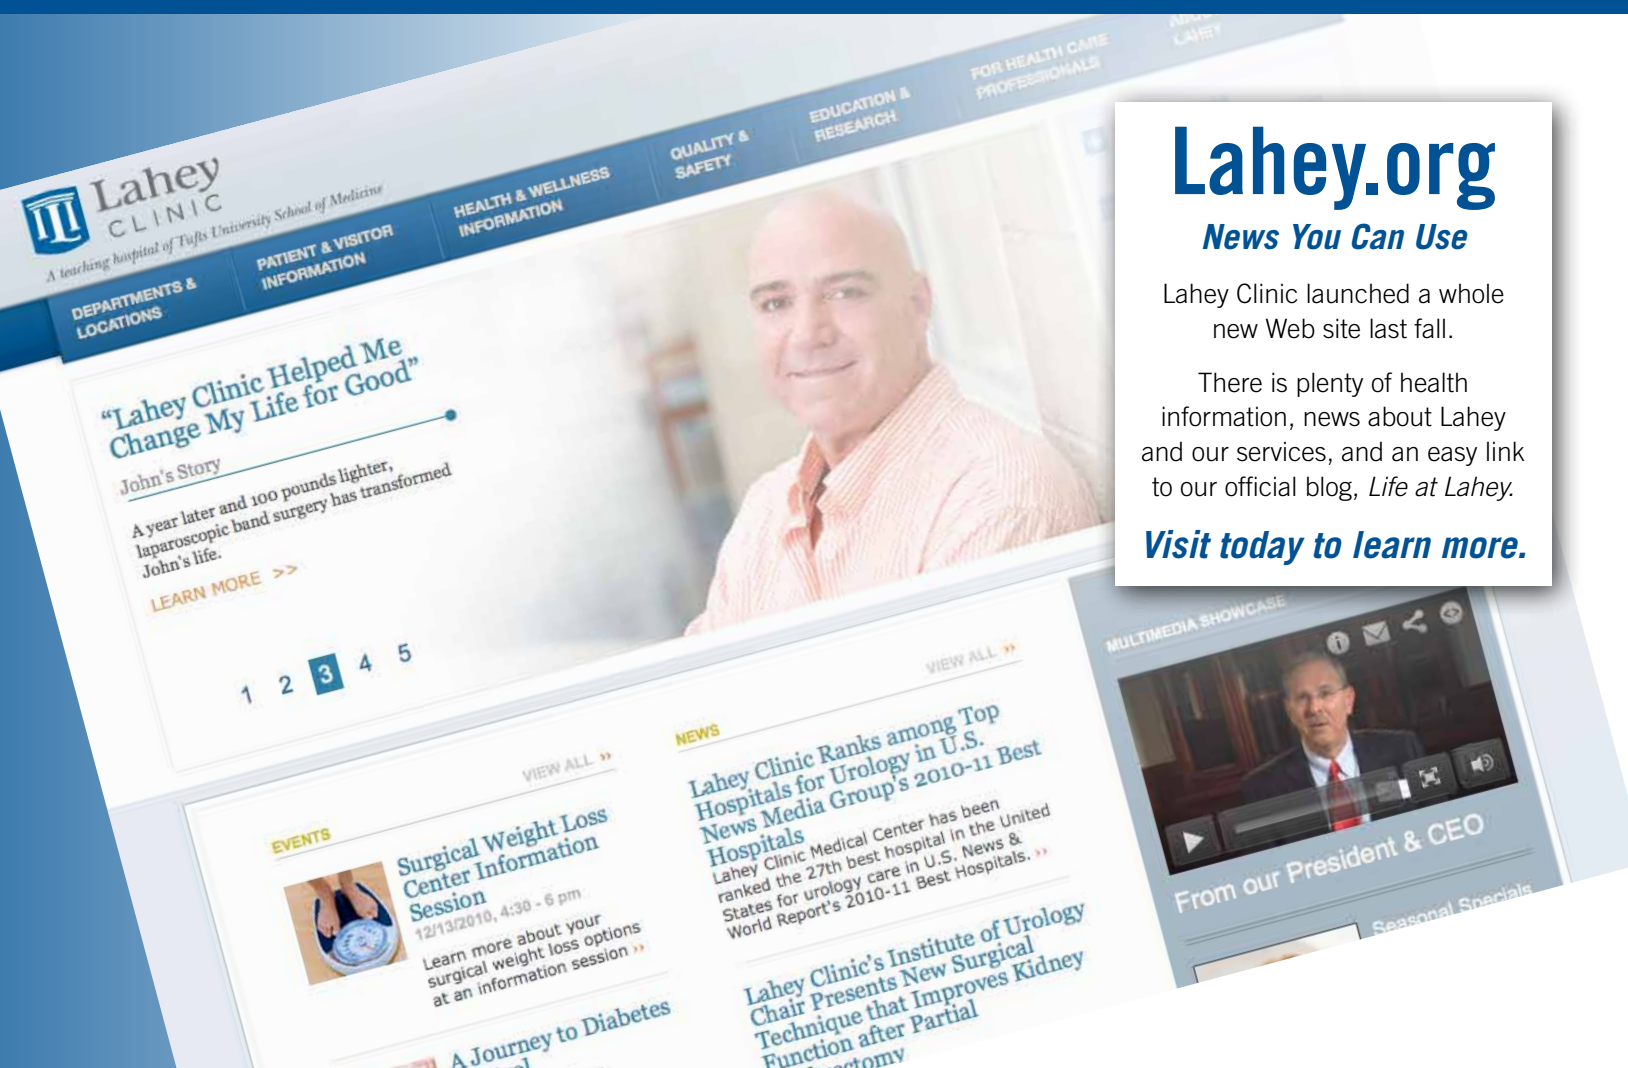 Lahey
CLINIC
A teaching hospital of Tufts University School of Medicine
DEPARTMENTS &
LOCATIONS
PATIENT & VISITOR
INFORMATION
HEALTH & WELLNESS
INFORMATION
QUALITY &
SAFETY
EDUCATION &
RESEARCH
FOR HEALTH CARE
PROFESSIONALS
ABOUT
LAHEY
“Lahey Clinic Helped Me
Change My Life for Good”
John's Story
A year later and 100 pounds lighter,
laparoscopic band surgery has transformed
John's life.
LEARN MORE >>
1 2 3 4 5
Lahey.org
News You Can Use
Lahey Clinic launched a whole
new Web site last fall.
There is plenty of health
information, news about Lahey
and our services, and an easy link
to our official blog, Life at Lahey.
Visit today to learn more.
EVENTS
VIEW ALL »
Surgical Weight Loss
Center Information
Session
12/13/2010, 4:30 - 6 pm
Learn more about your
surgical weight loss options
at an information session »
A Journey to Diabetes
NEWS
VIEW ALL »
Lahey Clinic Ranks among Top
Hospitals for Urology in U.S.
News Media Group's 2010-11 Best
Hospitals
Lahey Clinic Medical Center has been
ranked the 27th best hospital in the United
States for urology care in U.S. News &
World Report's 2010-11 Best Hospitals. »
Lahey Clinic's Institute of Urology
Chair Presents New Surgical
Technique that Improves Kidney
Function after Partial
MULTIMEDIA SHOWCASE
From our President & CEO
Seasonal Specials